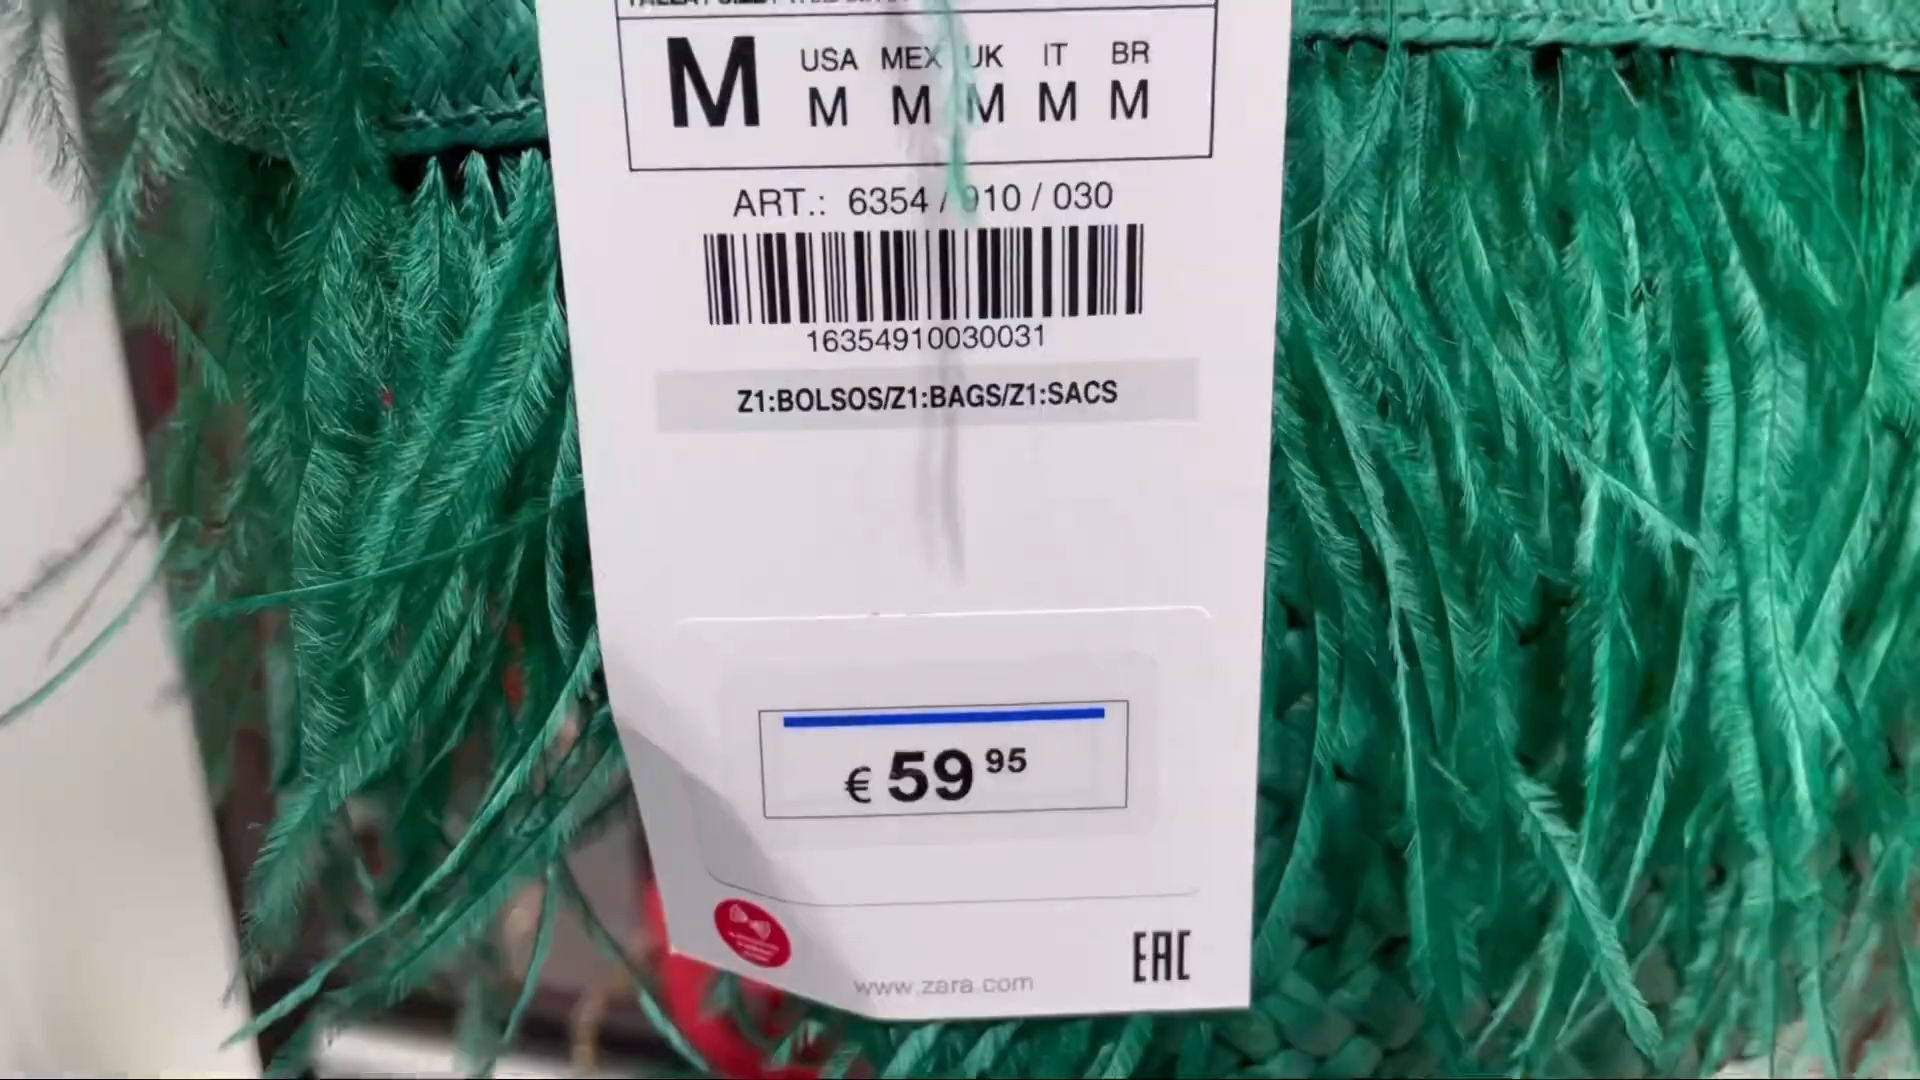 M USA MEX UK IT BR
M M M M M
ART.: 6354 / 910 / 030
16354910030031
Z1:BOLSOS/Z1:BAGS/Z1:SACS
€ 59 95
www.zara.com
EAC